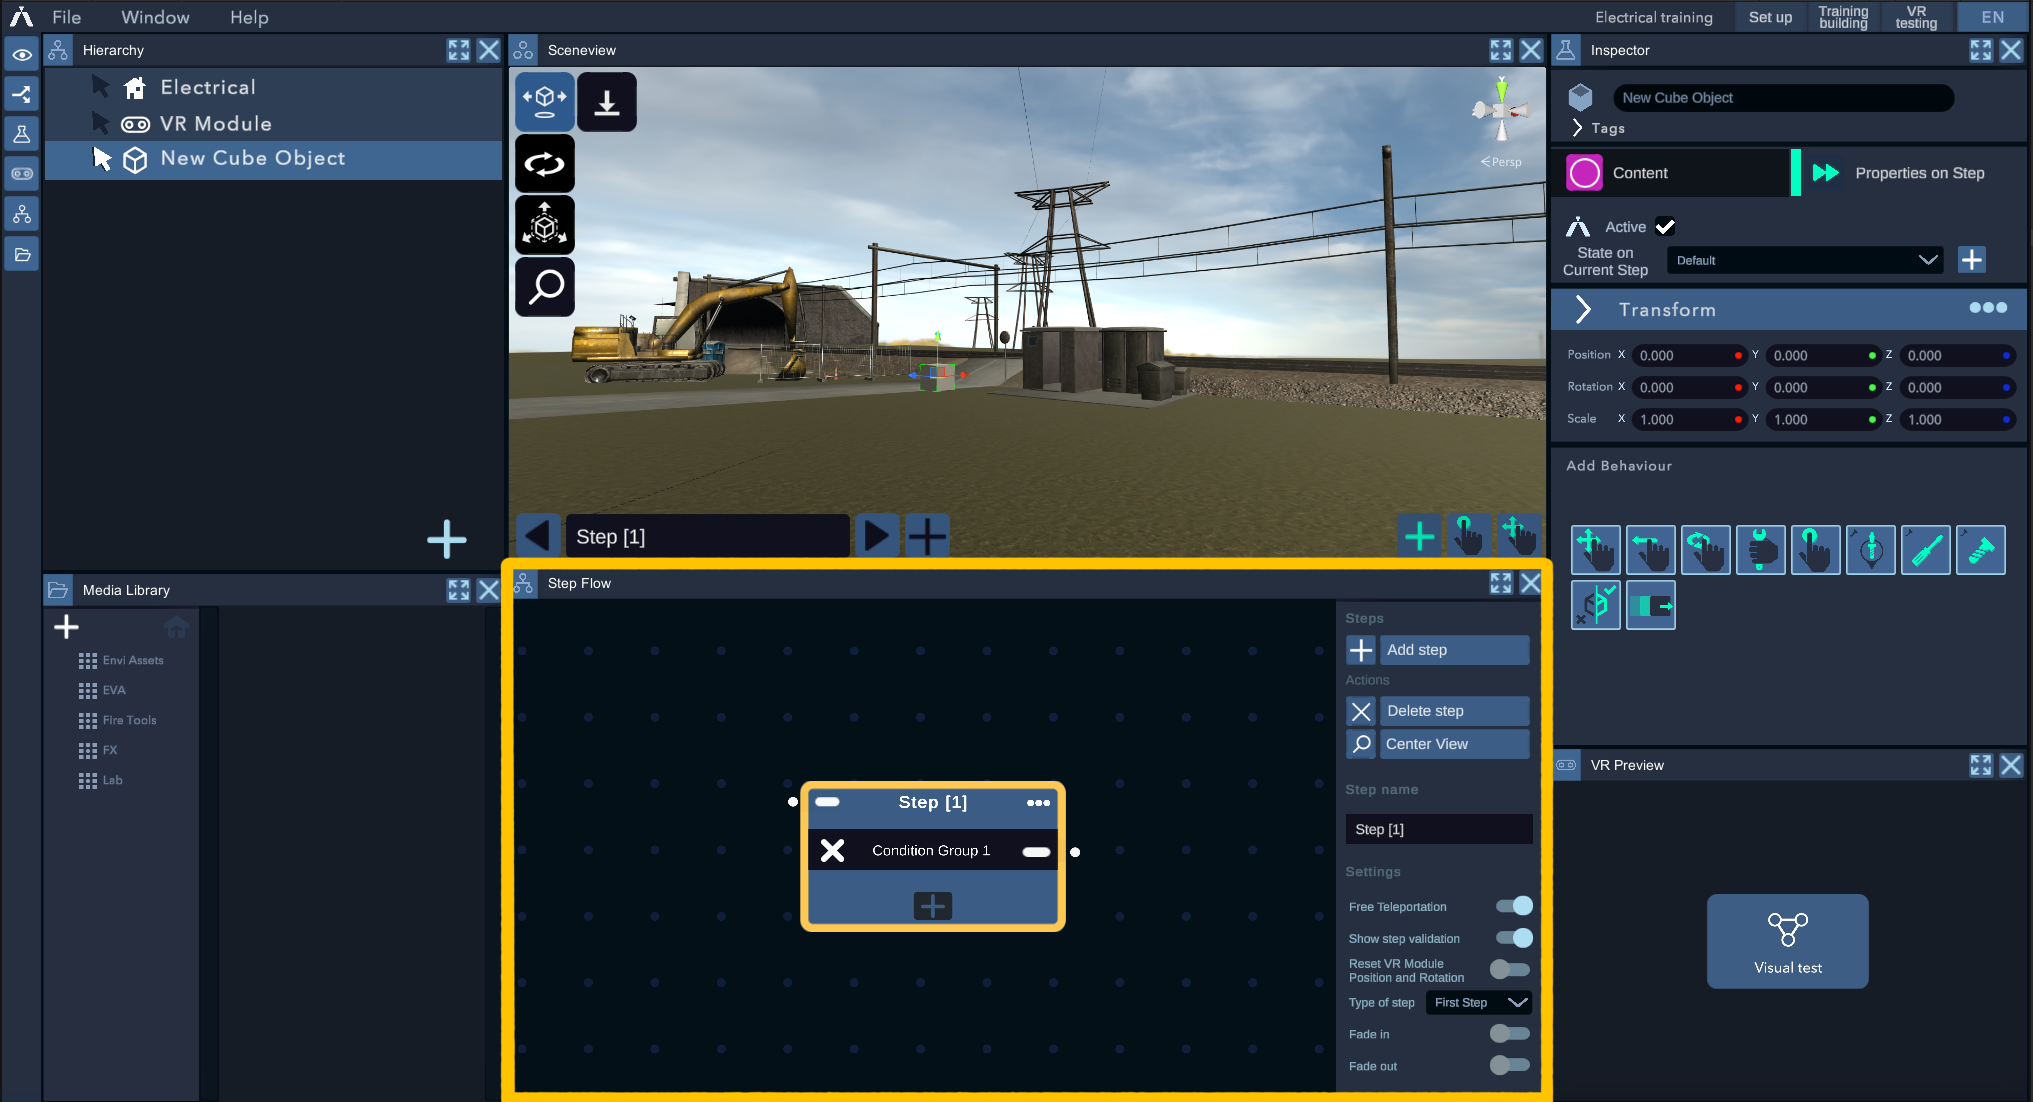 File Window Help
Electrical training Set up Training building VR testing EN
Hierarchy
Electrical
VR Module
New Cube Object
Media Library
Envi Assets
EVA
Fire Tools
FX
Lab
Sceneview
Y
Persp
Step [1]
Step Flow
Step [1]
Condition Group 1
Steps
Add step
Actions
Delete step
Center View
Step name
Step [1]
Settings
Free Teleportation
Show step validation
Reset VR Module
Position and Rotation
Type of step First Step
Fade in
Fade out
Inspector
New Cube Object
Tags
Content Properties on Step
Active
State on
Current Step Default
Transform
Position X 0.000 Y 0.000 Z 0.000
Rotation X 0.000 Y 0.000 Z 0.000
Scale X 1.000 Y 1.000 Z 1.000
Add Behaviour
VR Preview
Visual test